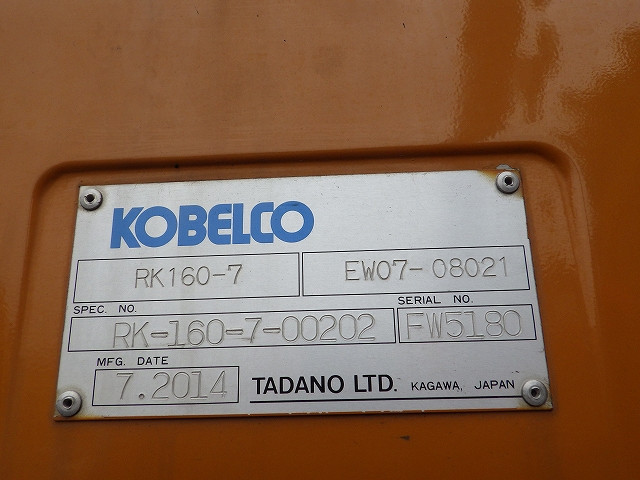 KOBELCO
RK160-7 EW07-08021
SPEC. NO. SERIAL NO.
RK-160-7-00202 FW5180
MFG. DATE
7.2014 TADANO LTD. KAGAWA, JAPAN